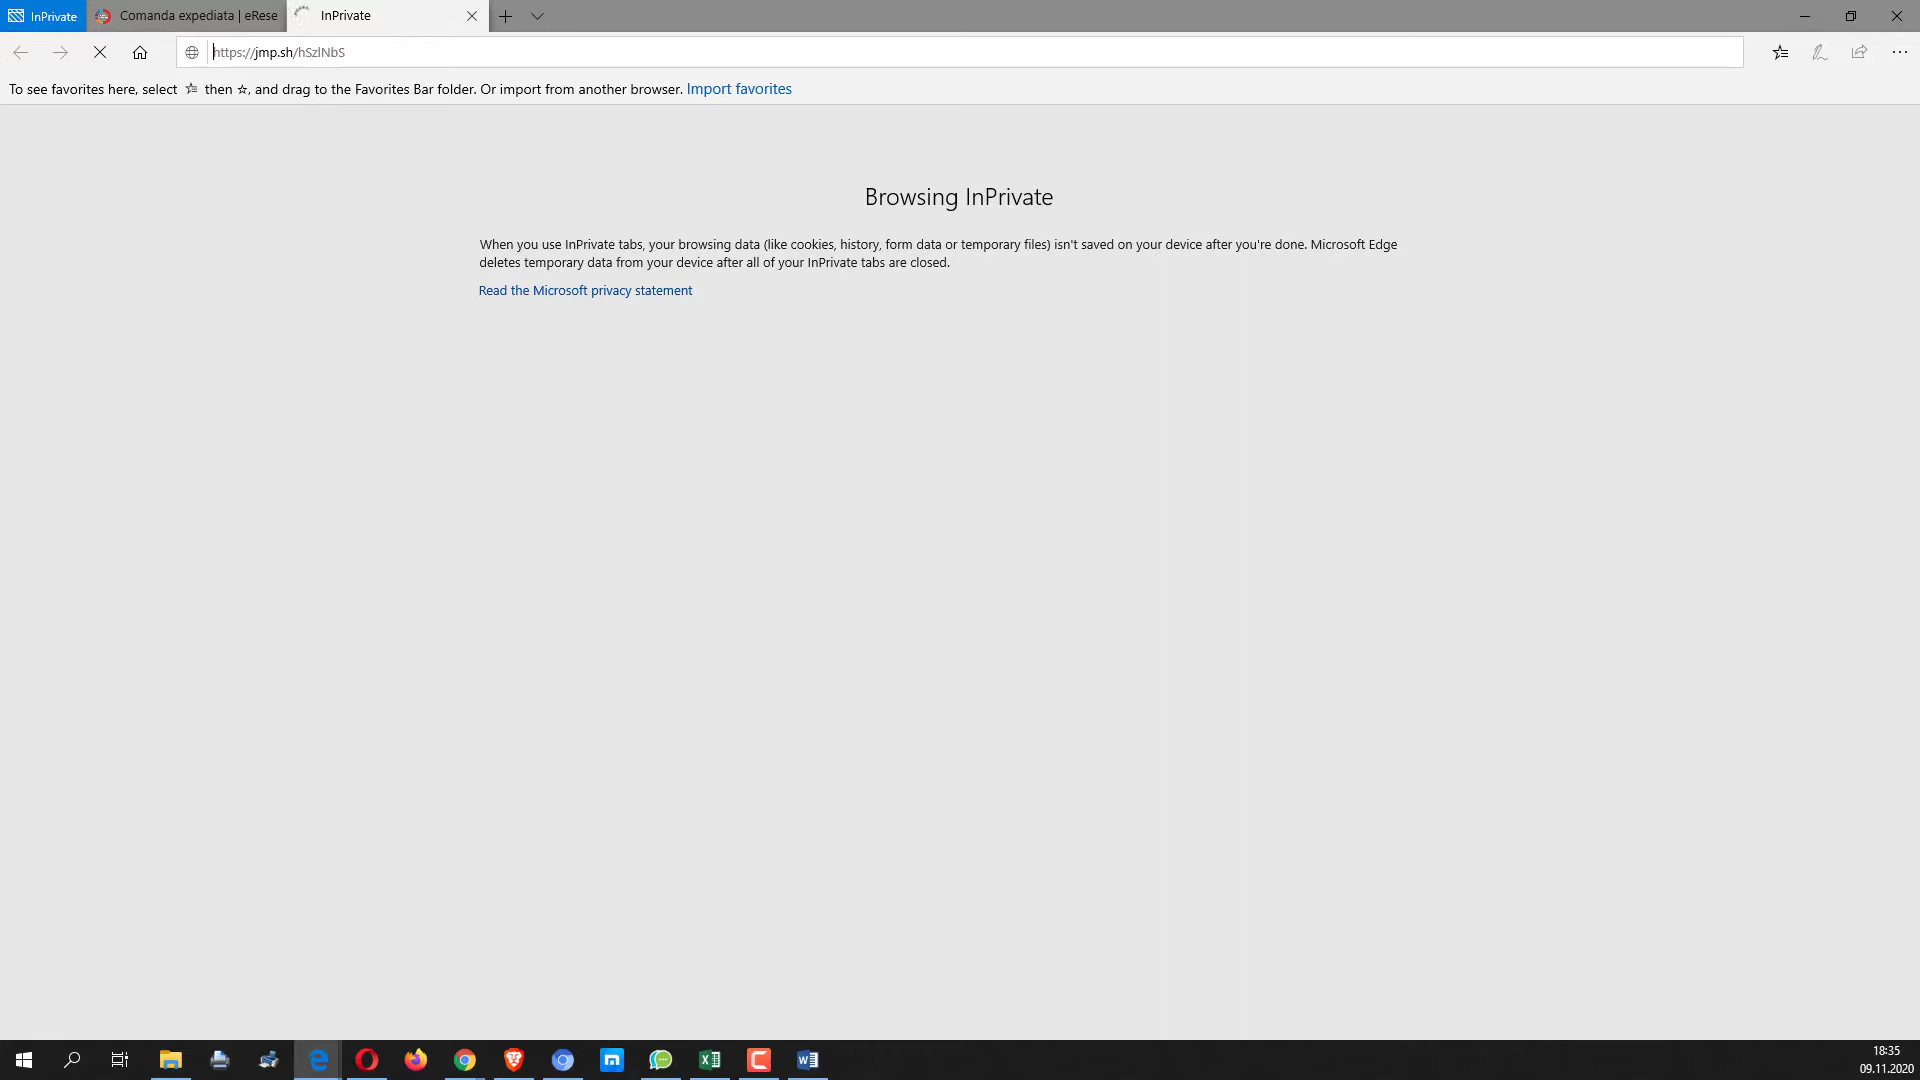 InPrivate
Comanda expediata | eRese
InPrivate
https://jmp.sh/hSzlNbS
To see favorites here, select then , and drag to the Favorites Bar folder. Or import from another browser. Import favorites
Browsing InPrivate
When you use InPrivate tabs, your browsing data (like cookies, history, form data or temporary files) isn't saved on your device after you're done. Microsoft Edge
deletes temporary data from your device after all of your InPrivate tabs are closed.
Read the Microsoft privacy statement
18:35
09.11.2020